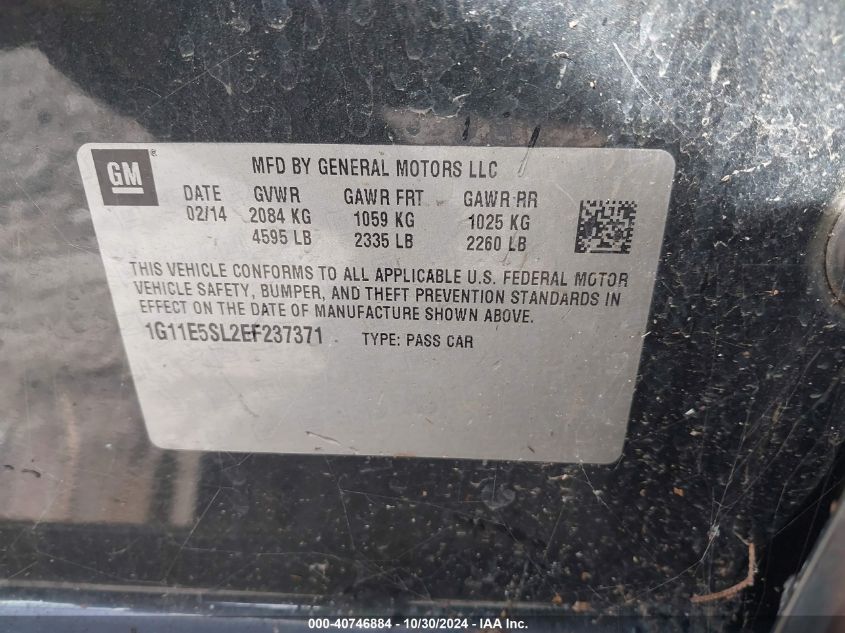 GM ®
MFD BY GENERAL MOTORS LLC
DATE GVWR GAWR FRT GAWR RR
02/14 2084 KG 1059 KG 1025 KG
4595 LB 2335 LB 2260 LB
THIS VEHICLE CONFORMS TO ALL APPLICABLE U.S. FEDERAL MOTOR
VEHICLE SAFETY, BUMPER, AND THEFT PREVENTION STANDARDS IN
EFFECT ON THE DATE OF MANUFACTURE SHOWN ABOVE.
1G11E5SL2EF237371 TYPE: PASS CAR
000-40746884 - 10/30/2024 - IAA Inc.